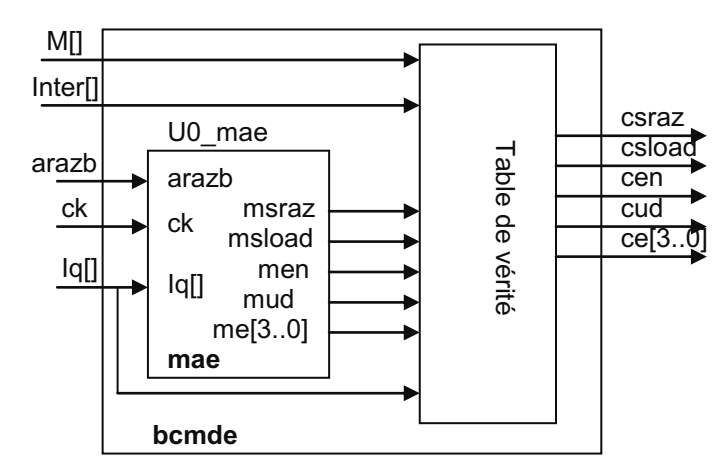 M[]
Inter[]
U0_mae
arazb
ck
Iq[]
arazb
ck
Iq[]
msraz
msload
men
mud
me[3..0]
mae
bcmde
Table de vérité
csraz
csload
cen
cud
ce[3..0]